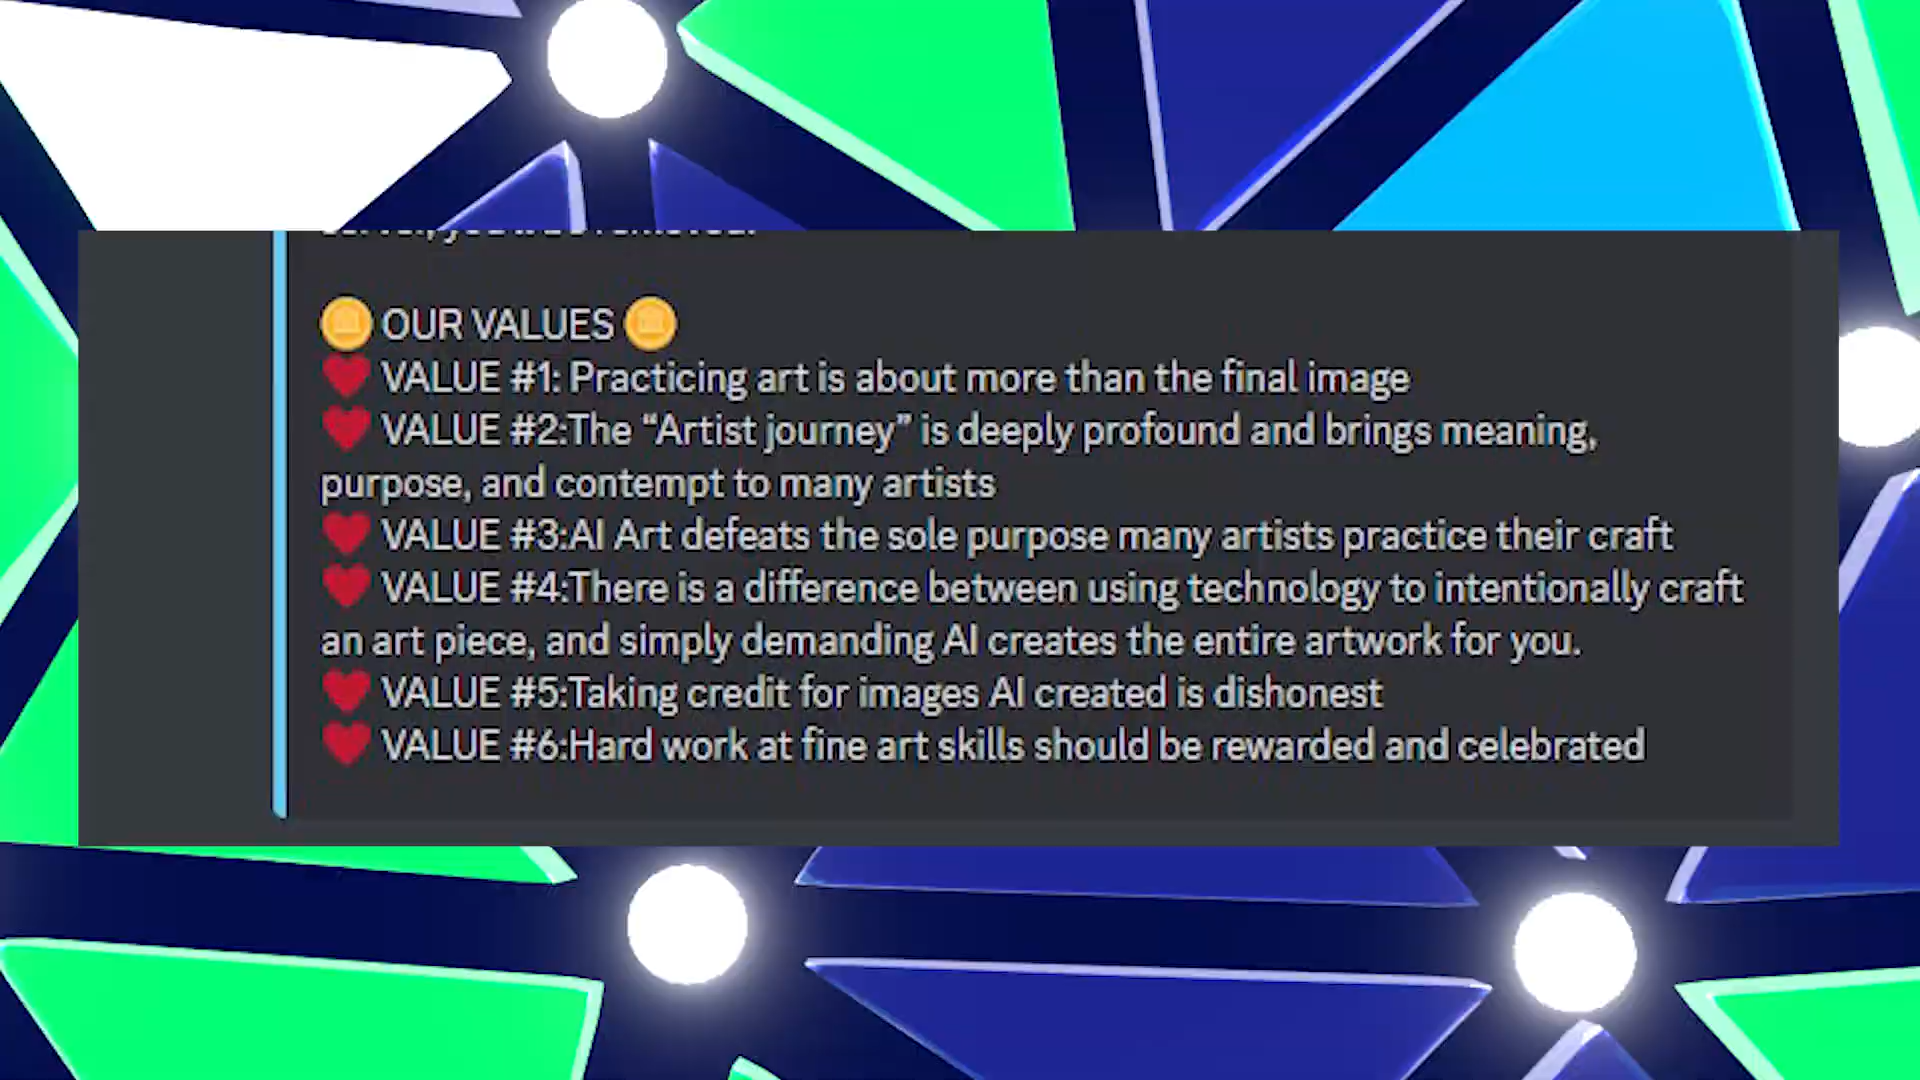 🪙 OUR VALUES 🪙
❤️ VALUE #1: Practicing art is about more than the final image
❤️ VALUE #2:The “Artist journey” is deeply profound and brings meaning,
purpose, and contempt to many artists
❤️ VALUE #3:AI Art defeats the sole purpose many artists practice their craft
❤️ VALUE #4:There is a difference between using technology to intentionally craft
an art piece, and simply demanding AI creates the entire artwork for you.
❤️ VALUE #5:Taking credit for images AI created is dishonest
❤️ VALUE #6:Hard work at fine art skills should be rewarded and celebrated